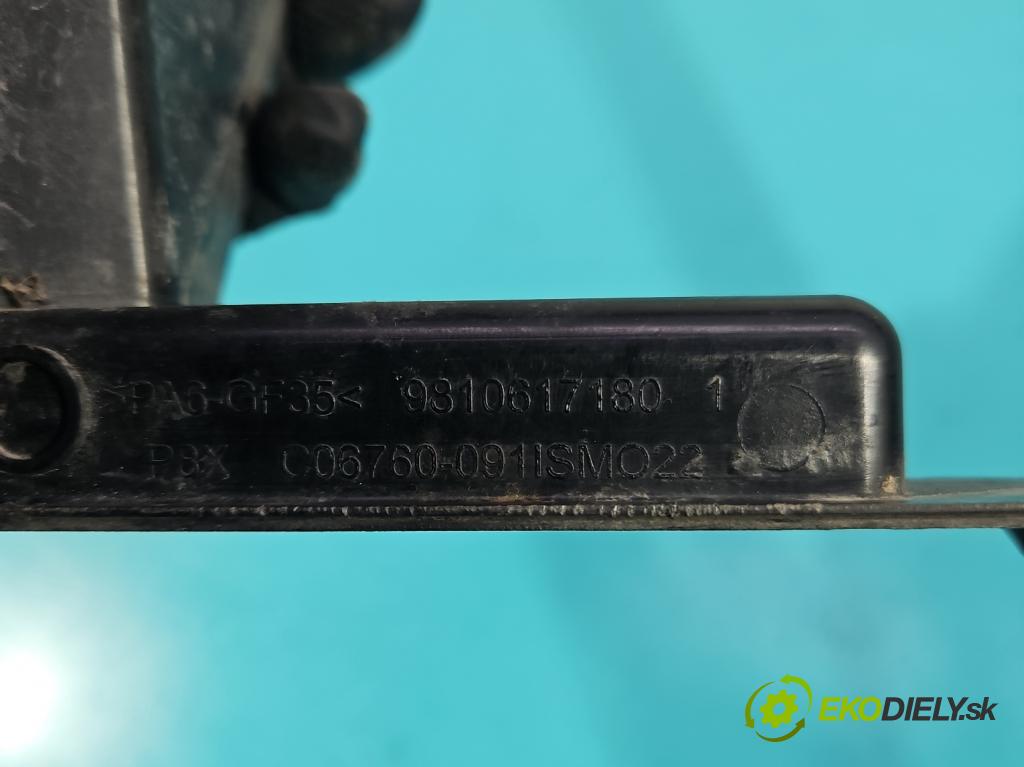 >PA6-GF35< 9810617180 1
P8X C06760-091ISMO22
EKODIELY.sk